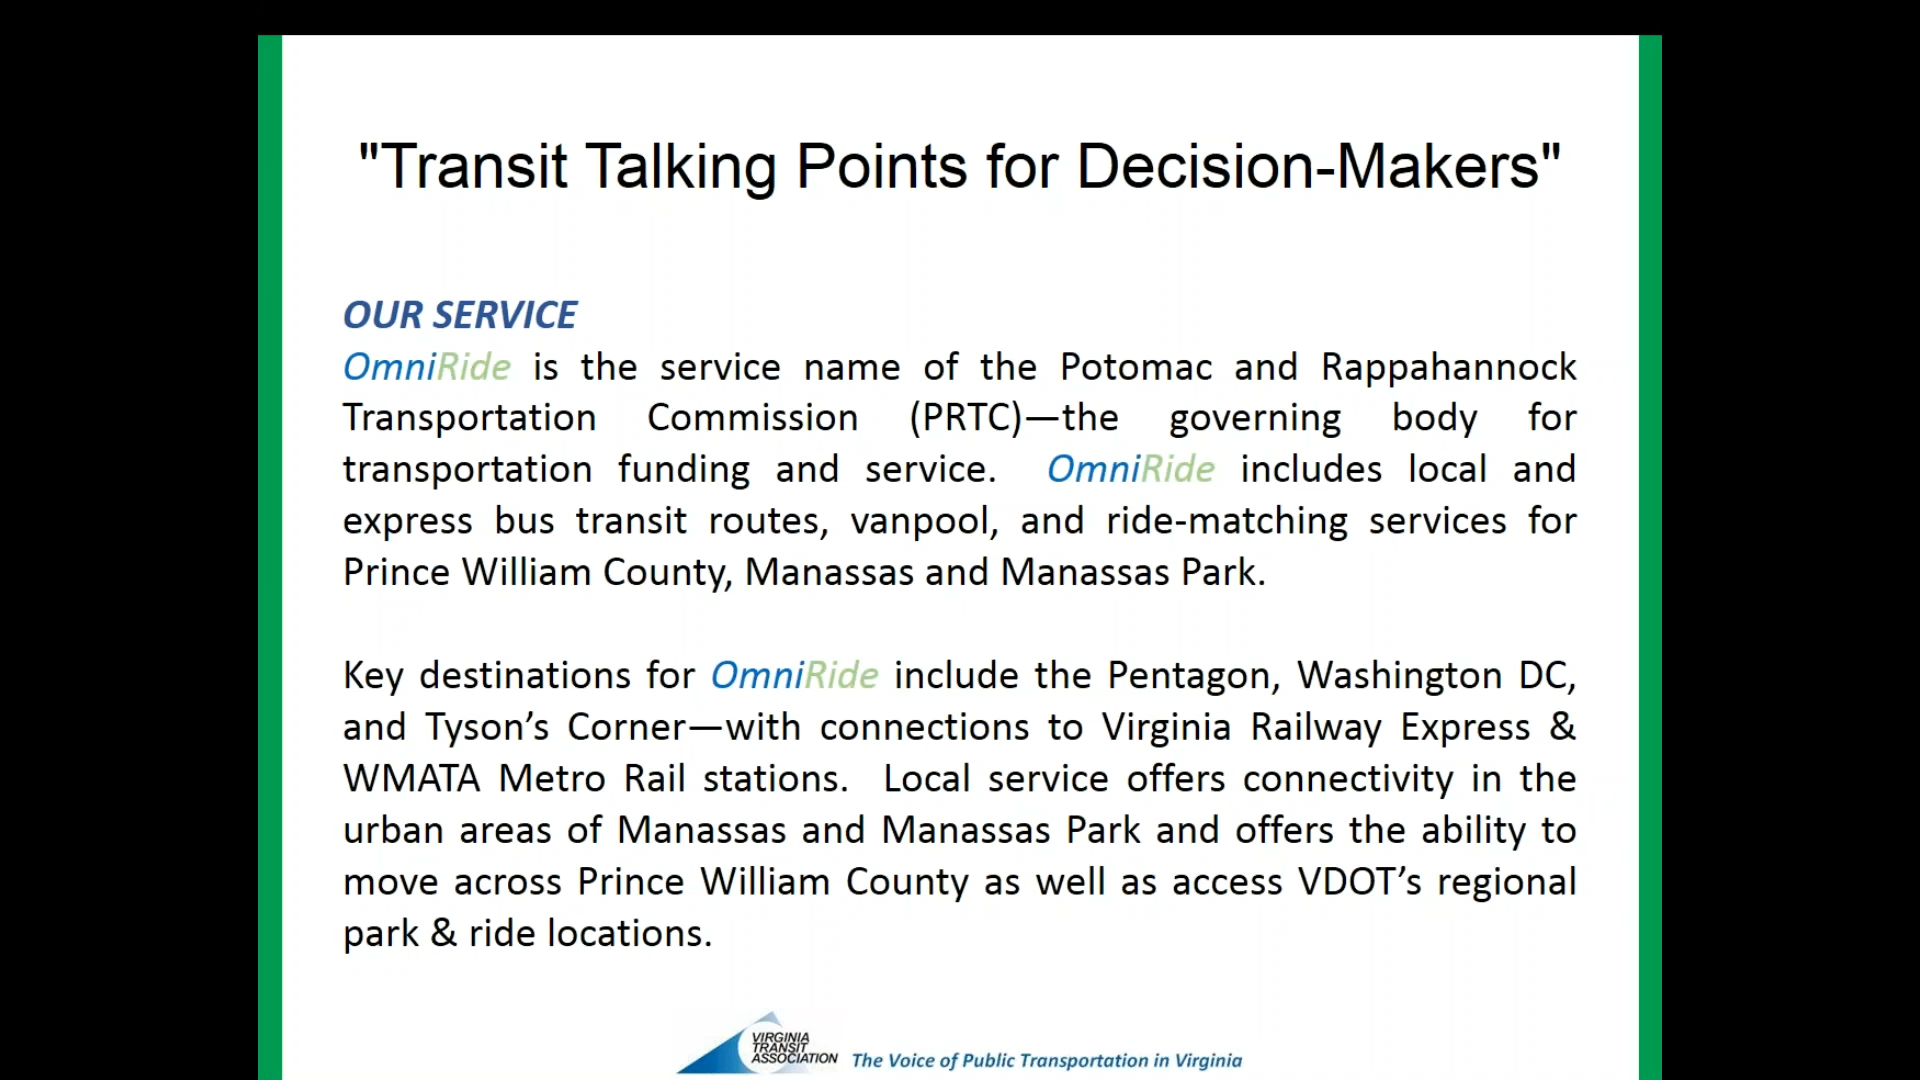 "Transit Talking Points for Decision-Makers"
OUR SERVICE
OmniRide is the service name of the Potomac and Rappahannock
Transportation Commission (PRTC)—the governing body for
transportation funding and service. OmniRide includes local and
express bus transit routes, vanpool, and ride-matching services for
Prince William County, Manassas and Manassas Park.
Key destinations for OmniRide include the Pentagon, Washington DC,
and Tyson’s Corner—with connections to Virginia Railway Express &
WMATA Metro Rail stations. Local service offers connectivity in the
urban areas of Manassas and Manassas Park and offers the ability to
move across Prince William County as well as access VDOT’s regional
park & ride locations.
VIRGINIA
TRANSIT
ASSOCIATION
The Voice of Public Transportation in Virginia